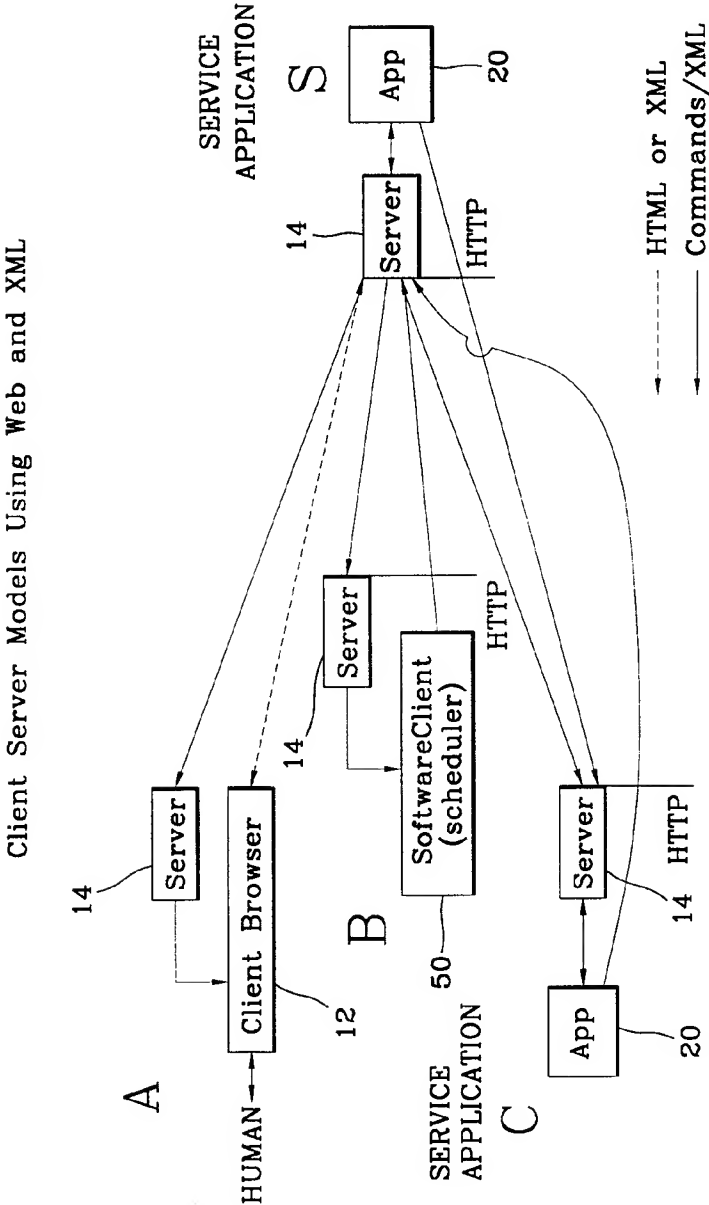 Client Server Models Using Web and XML
A
HUMAN
Client Browser
12
Server
14
B
SoftwareClient
(scheduler)
50
Server
14
HTTP
SERVICE
APPLICATION
C
App
20
Server
14
HTTP
SERVICE
APPLICATION
S
App
20
Server
14
HTTP
HTML or XML
Commands/XML